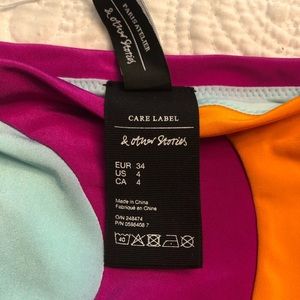 PARIS ATELIER
& other Stories
CARE LABEL
& other Stories
EUR 34
US 4
CA 4
Made in China
Fabriqué en Chine
O/N 248474
P/N 0598408 7
40